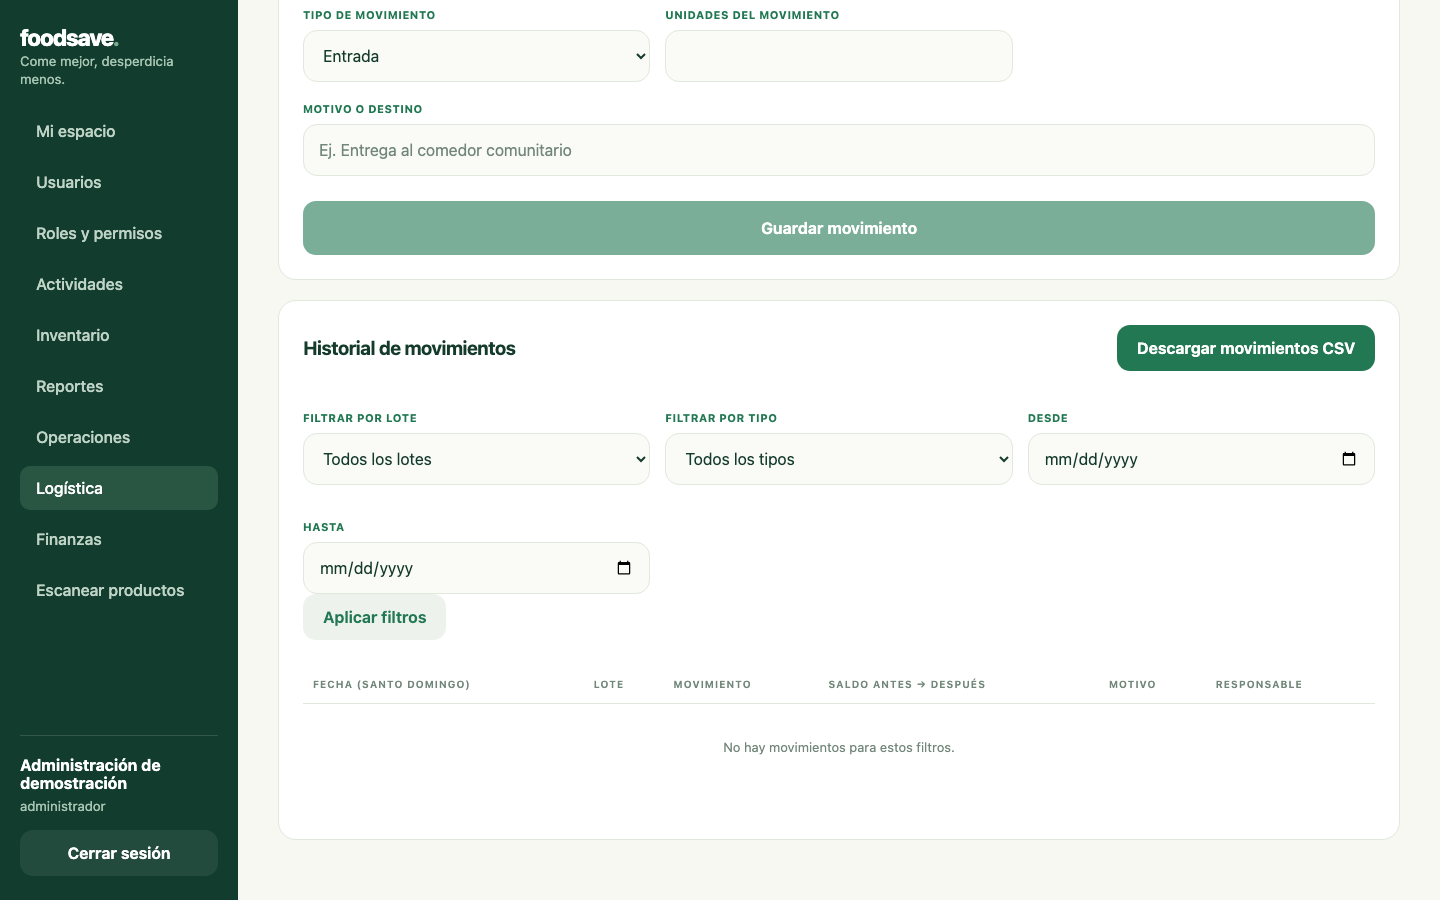 foodsave.
Come mejor, desperdicia
menos.
Mi espacio
Usuarios
Roles y permisos
Actividades
Inventario
Reportes
Operaciones
Logística
Finanzas
Escanear productos
Administración de
demostración
administrador
Cerrar sesión
TIPO DE MOVIMIENTO
UNIDADES DEL MOVIMIENTO
Entrada
MOTIVO O DESTINO
Ej. Entrega al comedor comunitario
Guardar movimiento
Historial de movimientos
Descargar movimientos CSV
FILTRAR POR LOTE
FILTRAR POR TIPO
DESDE
Todos los lotes
Todos los tipos
mm/dd/yyyy
HASTA
mm/dd/yyyy
Aplicar filtros
FECHA (SANTO DOMINGO)
LOTE
MOVIMIENTO
SALDO ANTES → DESPUÉS
MOTIVO
RESPONSABLE
No hay movimientos para estos filtros.